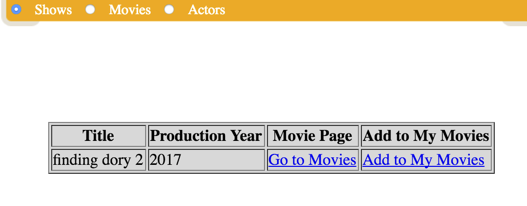 Shows Movies Actors
Title Production Year Movie Page Add to My Movies
finding dory 2 2017 Go to Movies Add to My Movies